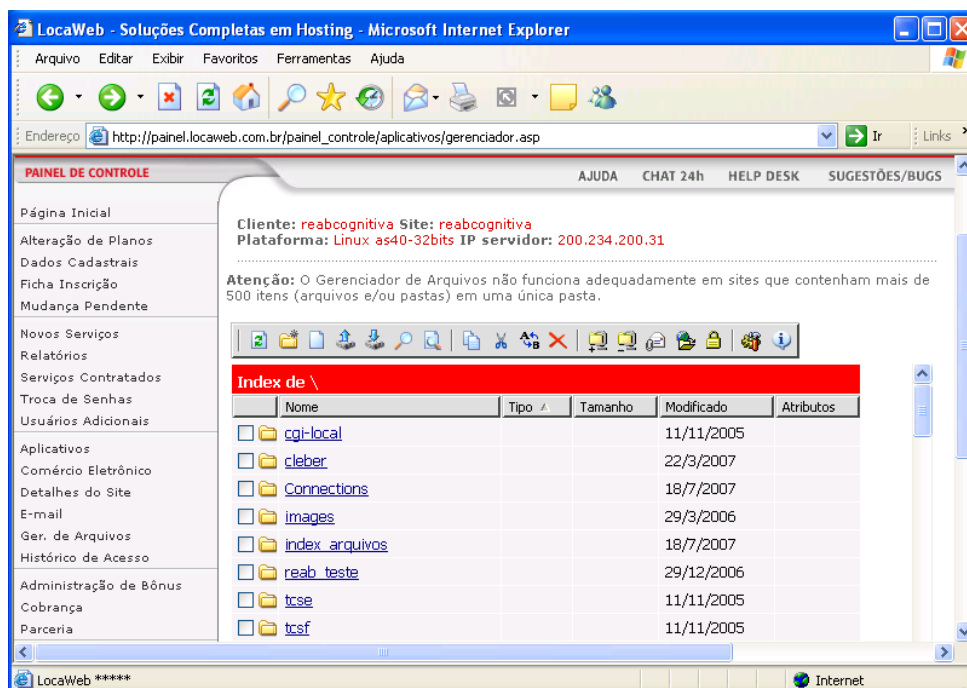 LocaWeb - Soluções Completas em Hosting - Microsoft Internet Explorer
Arquivo Editar Exibir Favoritos Ferramentas Ajuda
Endereço http://painel.locaweb.com.br/painel_controle/aplicativos/gerenciador.asp Ir Links
PAINEL DE CONTROLE
AJUDA CHAT 24h HELP DESK SUGESTÕES/BUGS
Página Inicial
Alteração de Planos
Dados Cadastrais
Ficha Inscrição
Mudança Pendente
Novos Serviços
Relatórios
Serviços Contratados
Troca de Senhas
Usuários Adicionais
Aplicativos
Comércio Eletrônico
Detalhes do Site
E-mail
Ger. de Arquivos
Histórico de Acesso
Administração de Bônus
Cobrança
Parceria
Cliente: reabcognitiva Site: reabcognitiva
Plataforma: Linux as40-32bits IP servidor: 200.234.200.31
Atenção: O Gerenciador de Arquivos não funciona adequadamente em sites que contenham mais de
500 itens (arquivos e/ou pastas) em uma única pasta.
Index de \
Nome Tipo Tamanho Modificado Atributos
cgi-local 11/11/2005
cleber 22/3/2007
Connections 18/7/2007
images 29/3/2006
index_arquivos 18/7/2007
reab_teste 29/12/2006
tcse 11/11/2005
tcsf 11/11/2005
LocaWeb ***** Internet